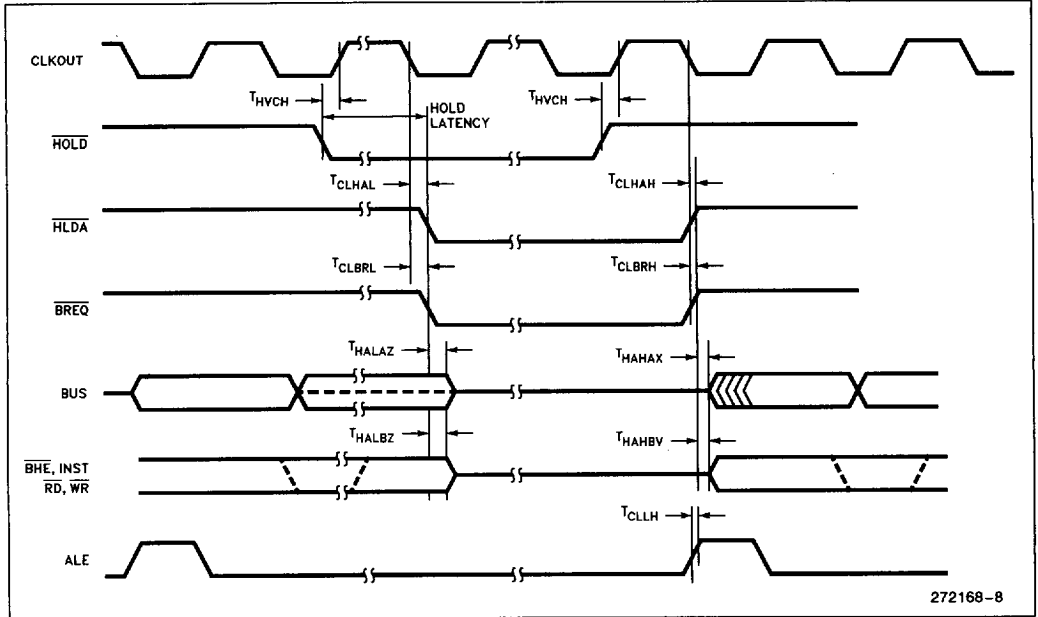 CLKOUT
T_HVCH
T_HVCH
HOLD
LATENCY
HOLD
T_CLHAL
T_CLHAH
HLDA
T_CLBRL
T_CLBRH
BREQ
T_HALAZ
T_HAHAX
BUS
T_HALBZ
T_HAHBV
BHE, INST
RD, WR
T_CLLH
ALE
272168-8